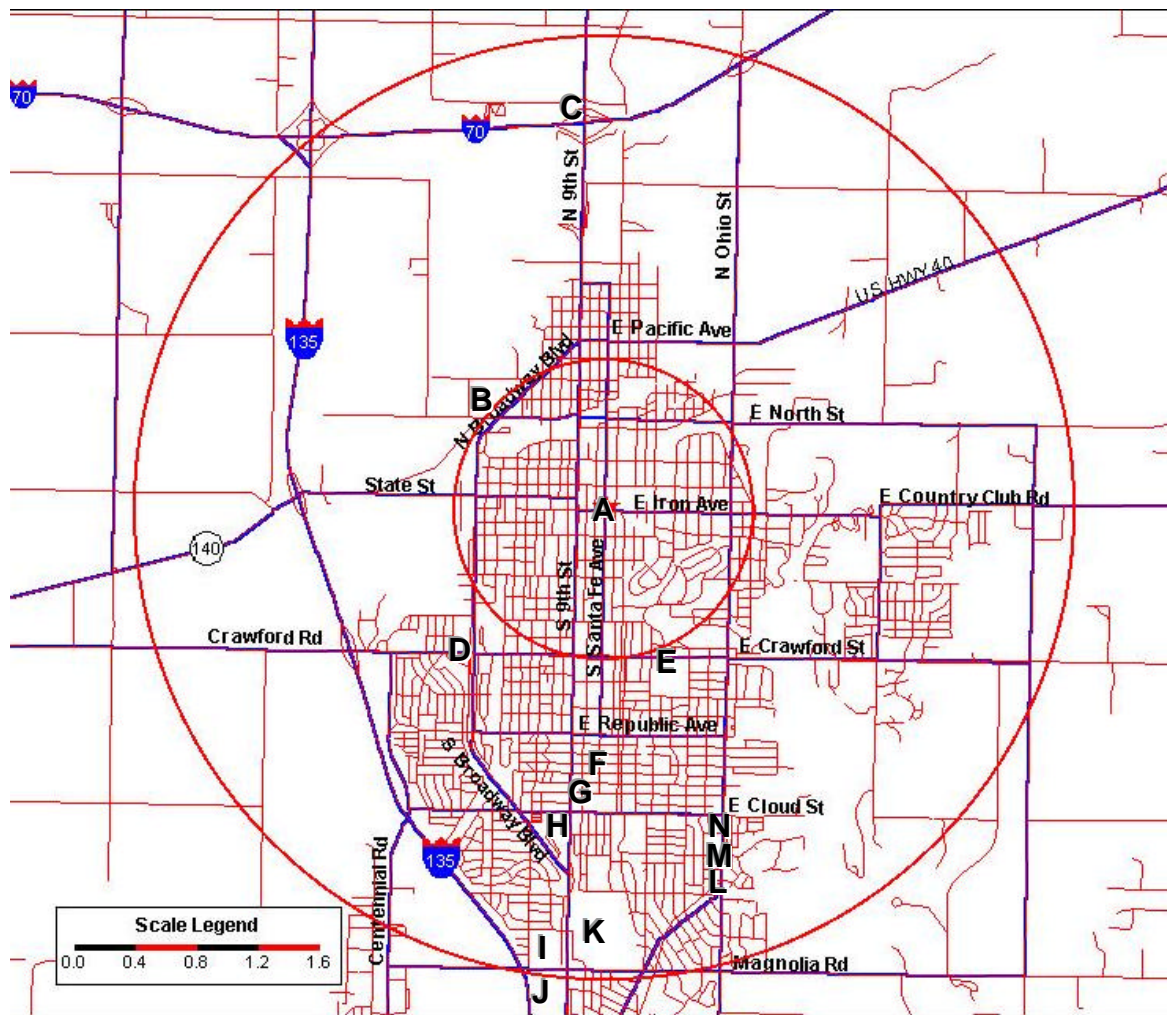 70
C
70
N 9th St
N Ohio St
US HWY 40
135
E Pacific Ave
N Broadway Blvd
B
E North St
State St
A
E Iron Ave
E Country Club Rd
140
S 9th St
S Santa Fe Ave
Crawford Rd
D
E
E Crawford St
E Republic Ave
S Broadway Blvd
F
G
E Cloud St
H
N
M
L
135
Centennial Rd
Scale Legend
0.0 0.4 0.8 1.2 1.6
K
I
Magnolia Rd
J